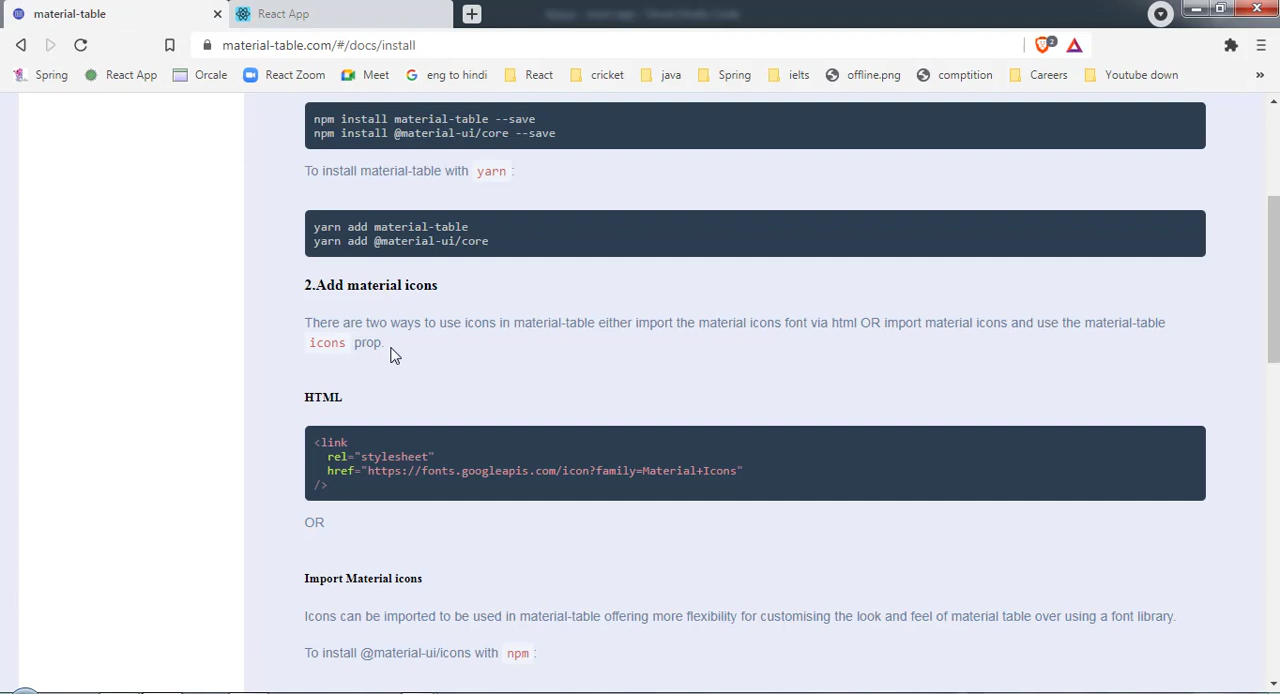 material-table
React App
material-table.com/#/docs/install
2
Spring
React App
Orcale
React Zoom
Meet
eng to hindi
React
cricket
java
Spring
ielts
offline.png
comptition
Careers
Youtube down
»
npm install material-table --save
npm install @material-ui/core --save
To install material-table with yarn :
yarn add material-table
yarn add @material-ui/core
2.Add material icons
There are two ways to use icons in material-table either import the material icons font via html OR import material icons and use the material-table
icons prop.
HTML
<link
rel="stylesheet"
href="https://fonts.googleapis.com/icon?family=Material+Icons"
/>
OR
Import Material icons
Icons can be imported to be used in material-table offering more flexibility for customising the look and feel of material table over using a font library.
To install @material-ui/icons with npm :